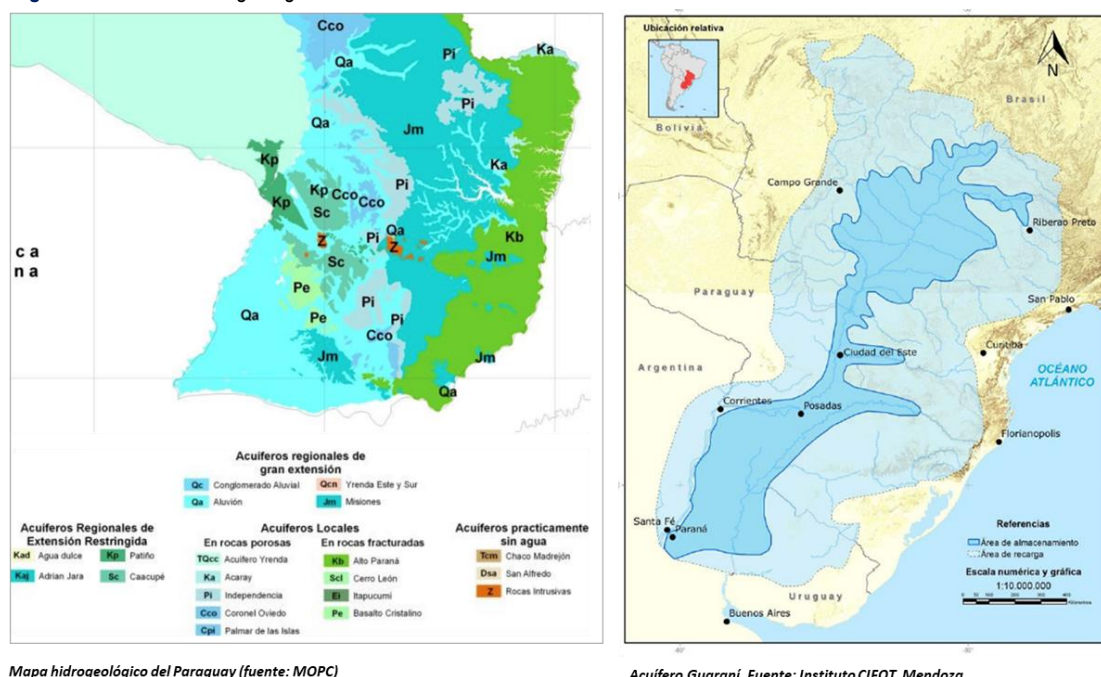 Cco
Ka
Pi
Qa
Pi
Qa
Jm
Kp
Ka
Kp
Cco
Pi
Kp
Sc
Cco
Qa
Z
Pi
Z
Kb
Jm
c a
n a
Sc
Pe
Pi
Qa
Pe
Pi
Cco
Jm
Jm
Qa
Acuíferos regionales de
gran extensión
Qc Conglomerado Aluvial
Qcn Yrenda Este y Sur
Qa Aluvión
Jm Misiones
Acuíferos Regionales de
Extensión Restringida
Kad Agua dulce
Kp Patiño
Kaj Adrian Jara
Sc Caacupé
Acuíferos Locales
En rocas porosas
TQcc Acuífero Yrenda
Ka Acaray
Pi Independencia
Cco Coronel Oviedo
Cpi Palmar de las Islas
En rocas fracturadas
Kb Alto Paraná
Scl Cerro León
Ei Itapucumi
Pe Basalto Cristalino
Acuíferos practicamente
sin agua
Tcm Chaco Madrejón
Dsa San Alfredo
Z Rocas Intrusivas
Mapa hidrogeológico del Paraguay (fuente: MOPC)
Ubicación relativa
N
Brasil
Bolivia
Campo Grande
Riberao Preto
Paraguay
San Pablo
Ciudad del Este
Curitiba
OCÉANO
ATLÁNTICO
Argentina
Corrientes
Posadas
Florianopolis
Santa Fé
Paraná
Referencias
Área de almacenamiento
Área de recarga
Escala numérica y gráfica
1:10.000.000
Uruguay
Buenos Aires
Acuífero Guaraní. Fuente: Instituto CIFOT, Mendoza